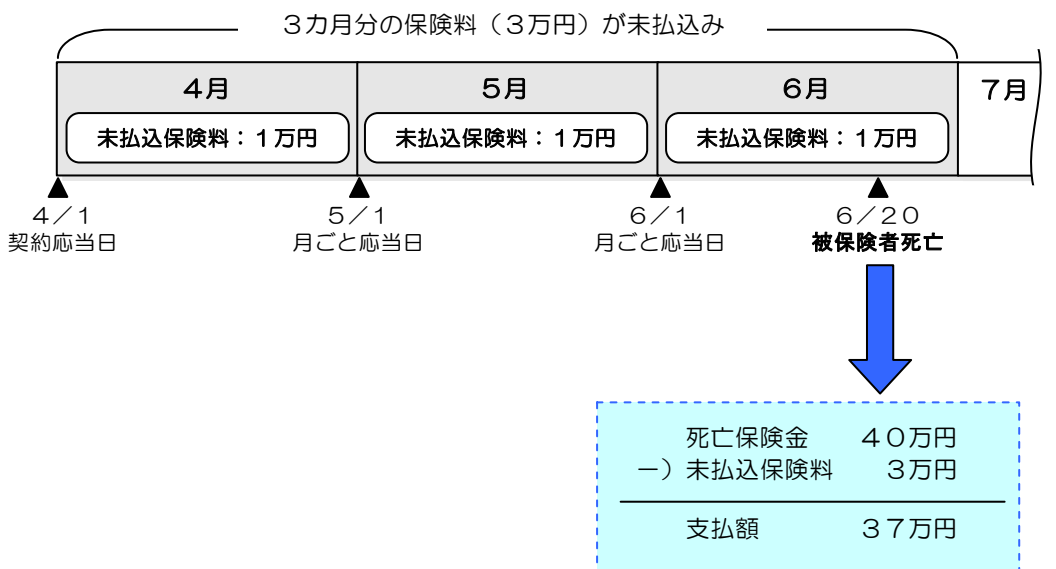 ３カ月分の保険料（３万円）が未払込み
４月 ５月 ６月 ７月
未払込保険料：１万円 未払込保険料：１万円 未払込保険料：１万円
４／１ ５／１ ６／１ ６／２０
契約応当日 月ごと応当日 月ごと応当日 被保険者死亡
死亡保険金 ４０万円
－）未払込保険料 ３万円
支払額 ３７万円